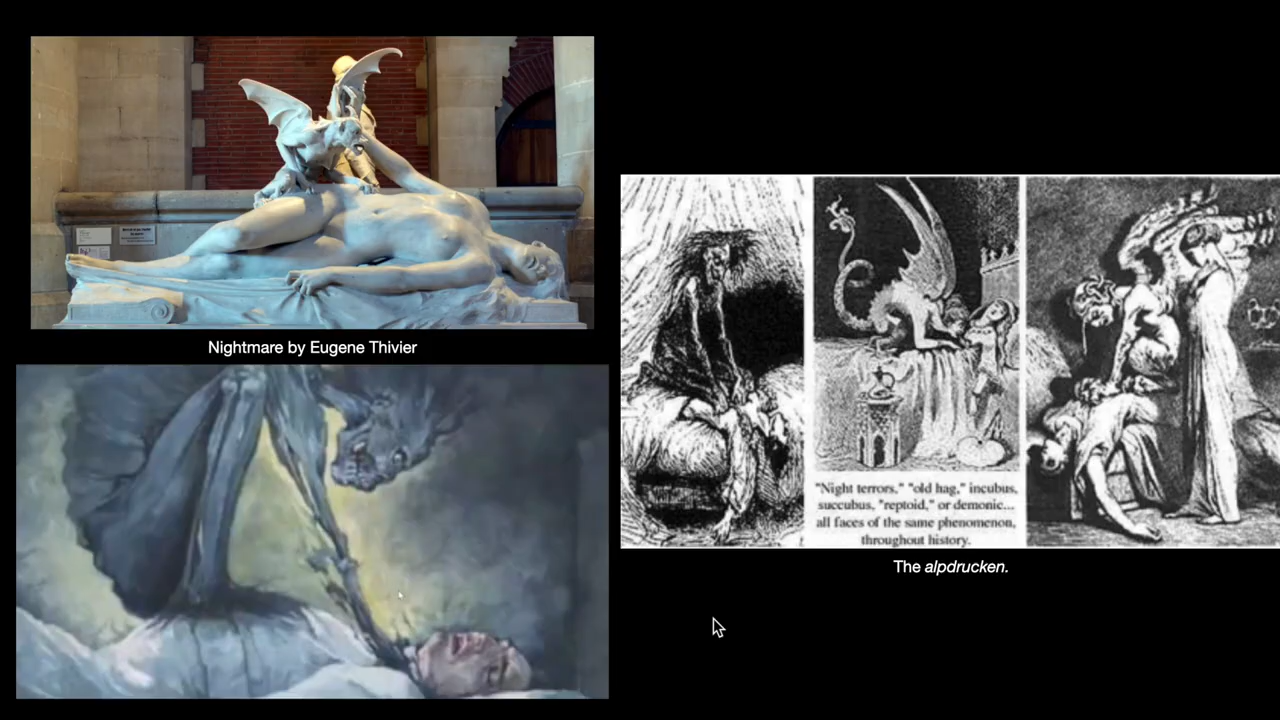 Nightmare by Eugene Thivier
"Night terrors," "old hag," incubus,
succubus, "reptoid," or demonic...
all faces of the same phenomenon,
throughout history.
The alpdrucken.